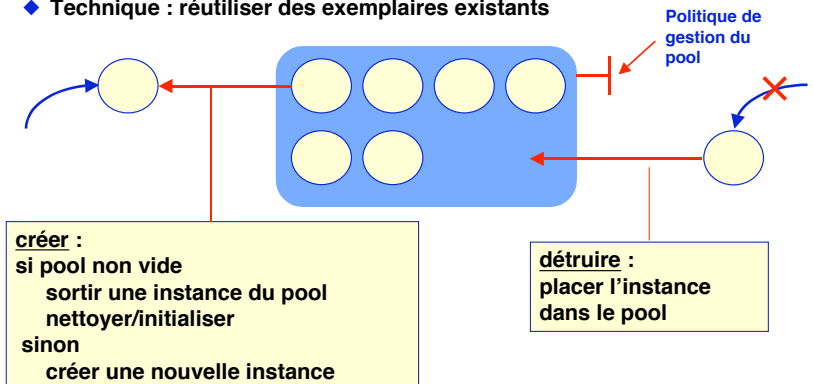 ◆ Technique : réutiliser des exemplaires existants
Politique de
gestion du
pool
créer :
si pool non vide
sortir une instance du pool
nettoyer/initialiser
sinon
créer une nouvelle instance
détruire :
placer l’instance
dans le pool